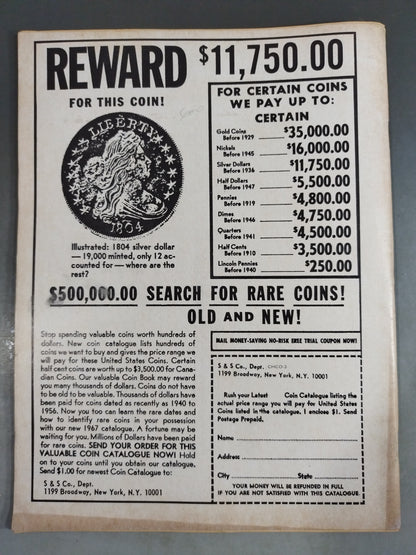 REWARD $11,750.00
FOR THIS COIN!
LIBERTY
1804
Illustrated: 1804 silver dollar
— 19,000 minted, only 12 ac-
counted for — where are the
rest?
FOR CERTAIN COINS
WE PAY UP TO:
CERTAIN
Gold Coins
Before 1929 $35,000.00
Nickels
Before 1945 $16,000.00
Silver Dollars
Before 1936 $11,750.00
Half Dollars
Before 1947 $5,500.00
Pennies
Before 1919 $4,800.00
Dimes
Before 1946 $4,750.00
Quarters
Before 1941 $4,500.00
Half Cents
Before 1910 $3,500.00
Lincoln Pennies
Before 1940 $250.00
$500,000.00 SEARCH FOR RARE COINS!
OLD AND NEW!
Stop spending valuable coins worth hundreds of
dollars. New coin catalogue lists hundreds of
coins we want to buy and gives the price range we
will pay for these United States Coins. Certain
half cent coins are worth up to $3,500.00 for Cana-
dian Coins. Our valuable Coin Book may reward
you many thousands of dollars. Coins do not have
to be old to be valuable. Thousands of dollars have
been paid for coins dated as recently as 1940 to
1956. Now you too can learn the rare dates and
how to identify rare coins in your possession
with our new 1967 catalogue. A fortune may be
waiting for you. Millions of Dollars have been paid
for rare coins. SEND YOUR ORDER FOR THIS
VALUABLE COIN CATALOGUE NOW! Hold
on to your coins until you obtain our catalogue.
Send $1.00 for newest Coin Catalogue to:
S & S Co., Dept.
1199 Broadway, New York, N.Y. 10001
MAIL MONEY-SAVING NO-RISK FREE TRIAL COUPON NOW!
S & S Co., Dept. CHCO-3
1199 Broadway, New York, N.Y. 10001
Rush your Latest Coin Catalogue listing the
actual price range you will pay for United States
Coins listed in the catalogue. I enclose $1. Send
Postage Prepaid.
Name
Address
City State
YOUR MONEY WILL BE REFUNDED IN FULL
IF YOU ARE NOT SATISFIED WITH THIS CATALOGUE